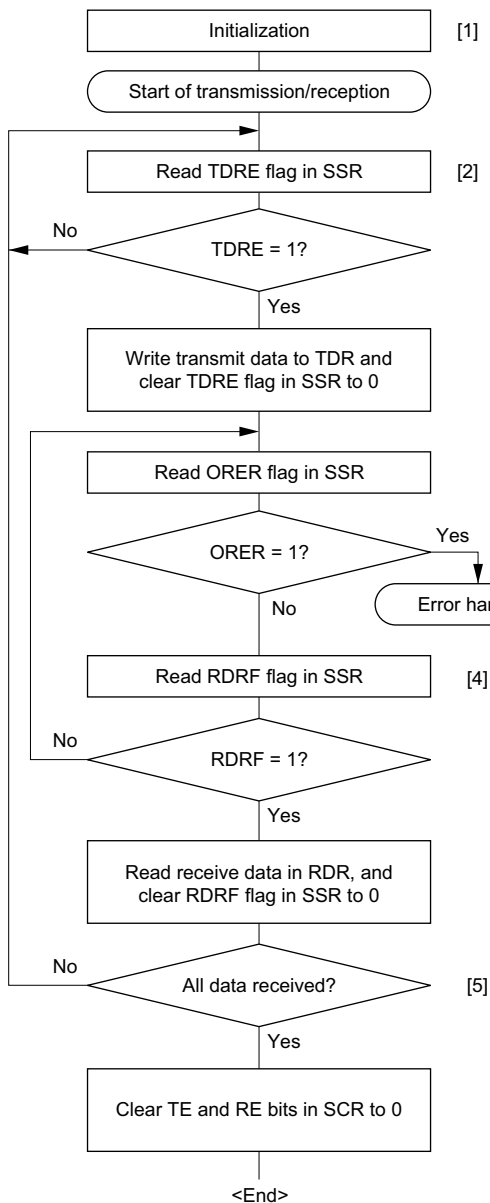 Initialization [1]
Start of transmission/reception
Read TDRE flag in SSR [2]
No
TDRE = 1?
Yes
Write transmit data to TDR and
clear TDRE flag in SSR to 0
Read ORER flag in SSR
Yes
ORER = 1?
Error
No
Read RDRF flag in SSR [4]
No
RDRF = 1?
Yes
Read receive data in RDR, and
clear RDRF flag in SSR to 0
No
All data received? [5]
Yes
Clear TE and RE bits in SCR to 0
<End>